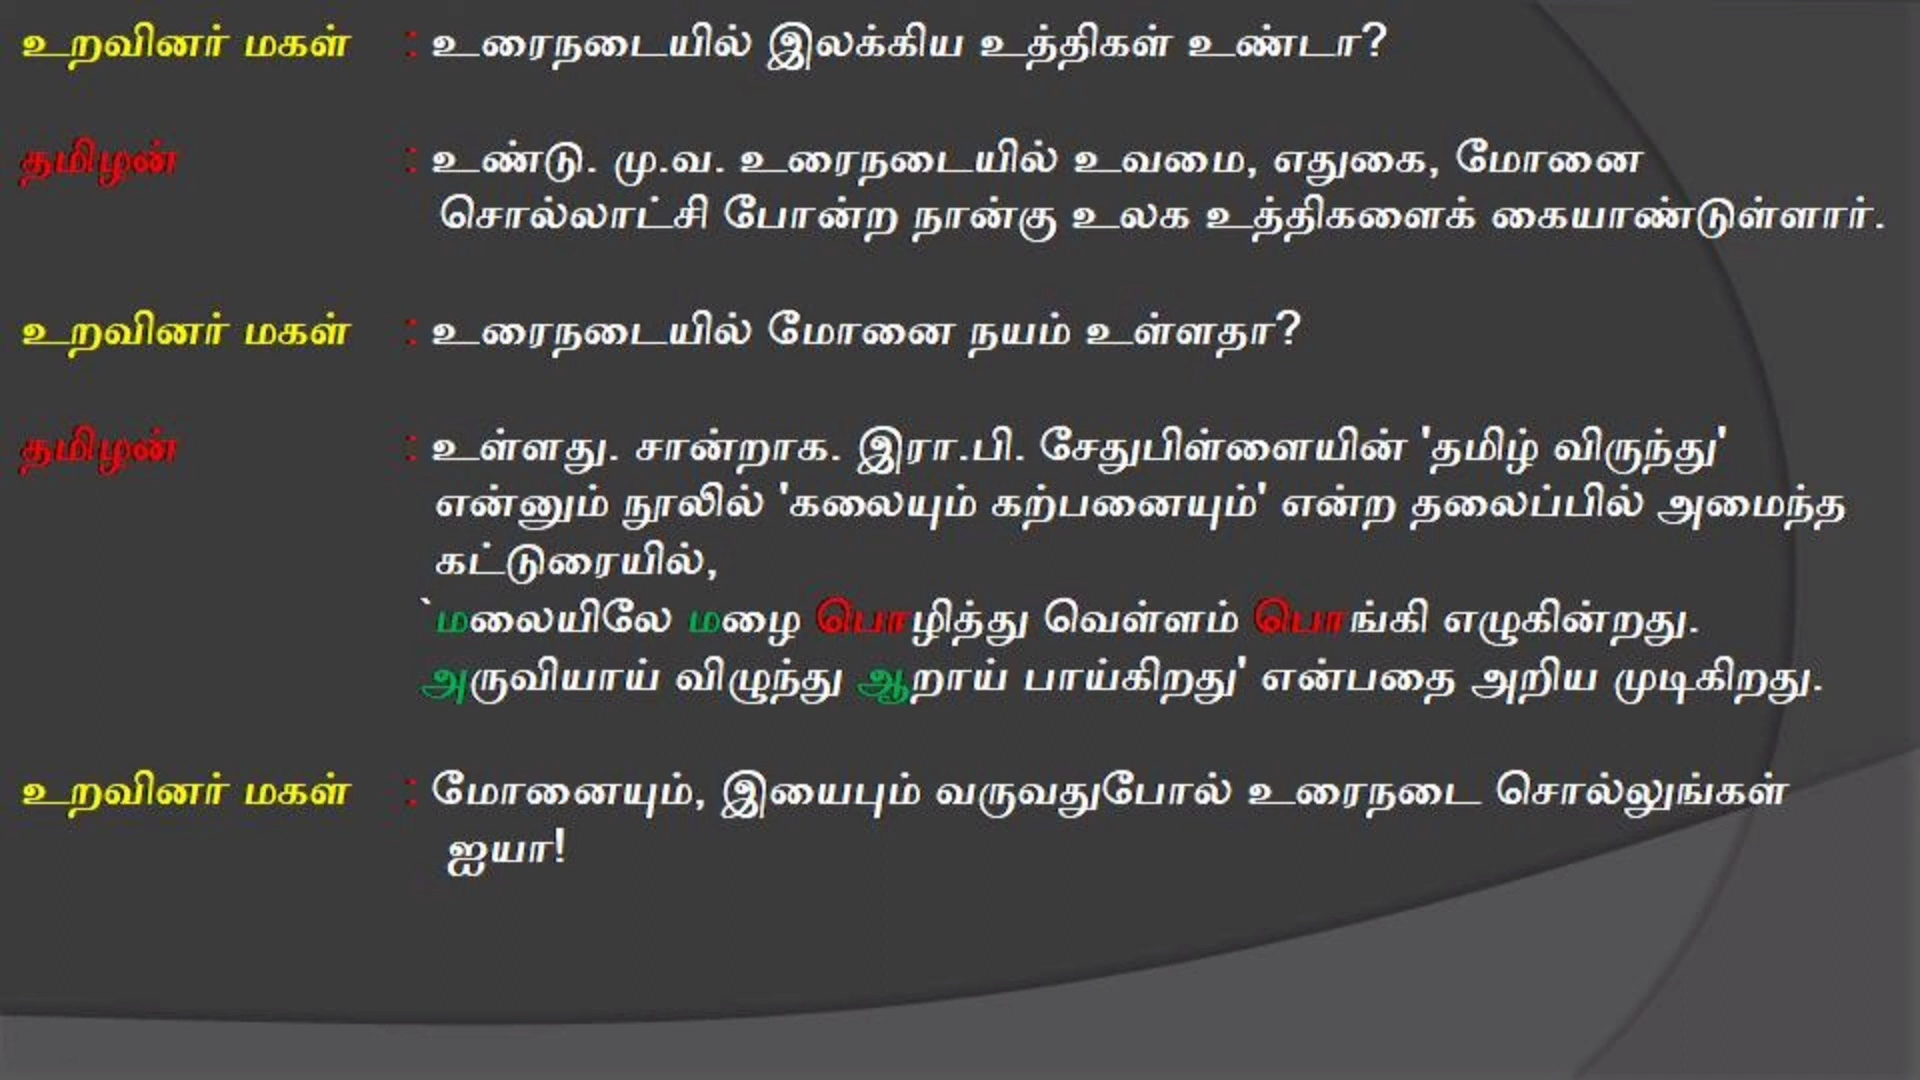 உறவினர் மகள் : உரைநடையில் இலக்கிய உத்திகள் உண்டா?
தமிழன் : உண்டு. மு.வ. உரைநடையில் உவமை, எதுகை, மோனை
சொல்லாட்சி போன்ற நான்கு உலக உத்திகளைக் கையாண்டுள்ளார்.
உறவினர் மகள் : உரைநடையில் மோனை நயம் உள்ளதா?
தமிழன் : உள்ளது. சான்றாக. இரா.பி. சேதுபிள்ளையின் 'தமிழ் விருந்து'
என்னும் நூலில் 'கலையும் கற்பனையும்' என்ற தலைப்பில் அமைந்த
கட்டுரையில்,
`மலையிலே மழை பொழித்து வெள்ளம் பொங்கி எழுகின்றது.
அருவியாய் விழுந்து ஆறாய் பாய்கிறது' என்பதை அறிய முடிகிறது.
உறவினர் மகள் : மோனையும், இயைபும் வருவதுபோல் உரைநடை சொல்லுங்கள்
ஐயா!